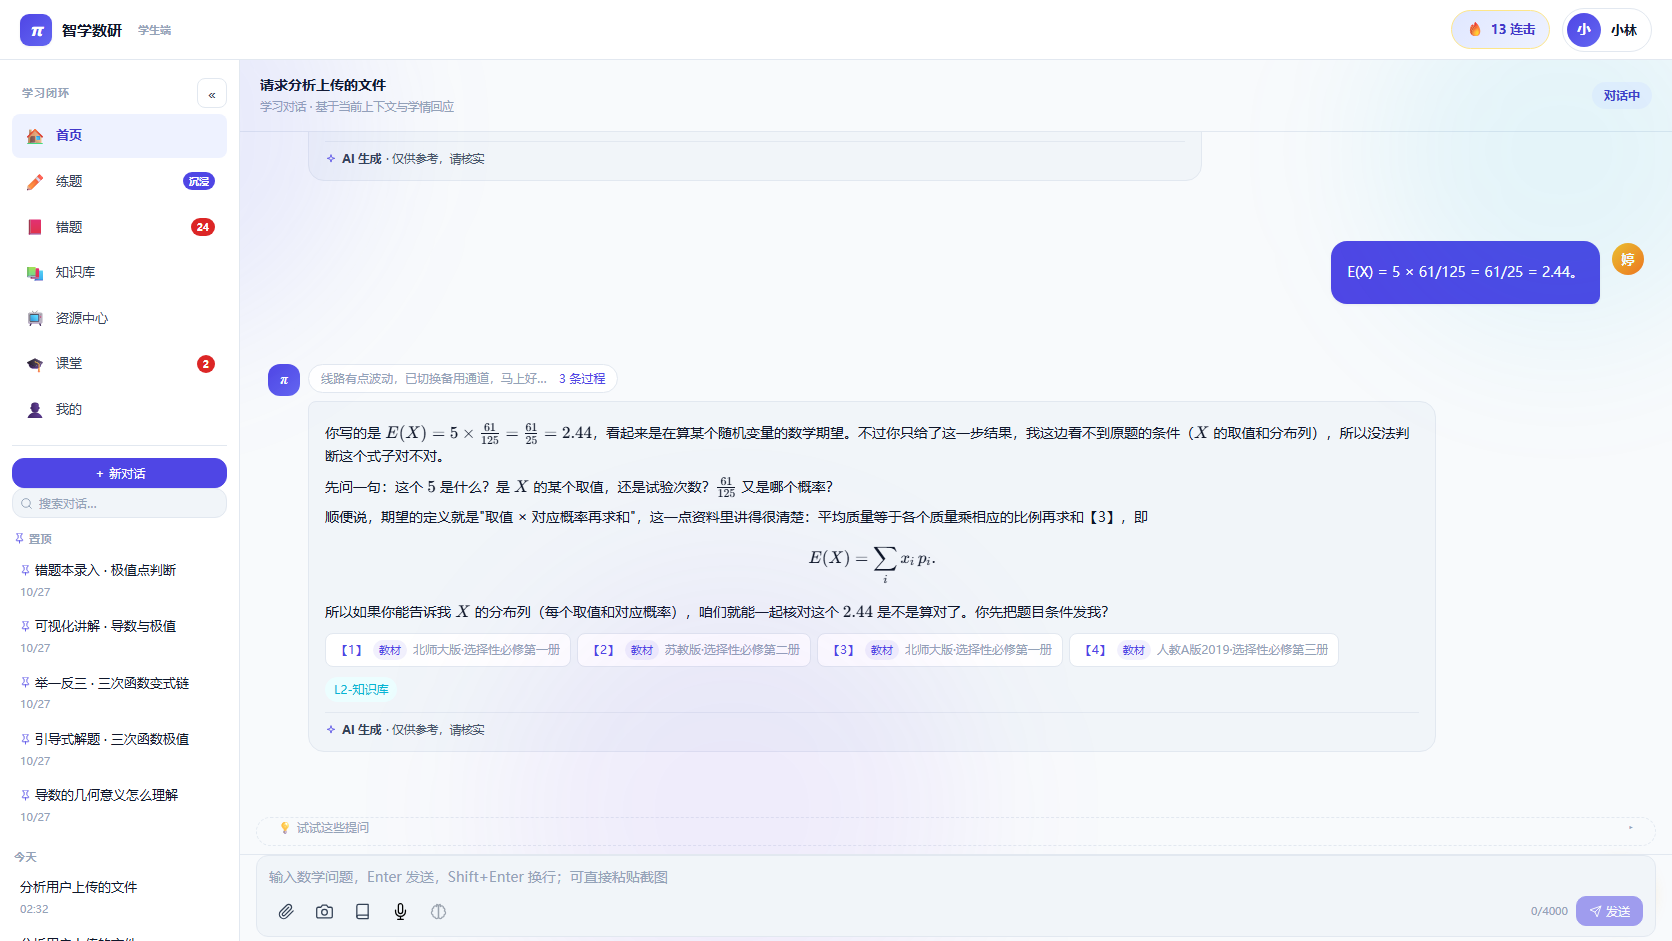 π 智学数研 学生端
13 连击
小 小林
学习闭环 «
首页
练题 沉浸
错题 24
知识库
资源中心
课堂 2
我的
+ 新对话
搜索对话...
置顶
错题本录入 · 极值点判断
10/27
可视化讲解 · 导数与极值
10/27
举一反三 · 三次函数变式链
10/27
引导式解题 · 三次函数极值
10/27
导数的几何意义怎么理解
10/27
今天
分析用户上传的文件
02:32
请求分析上传的文件
学习对话 · 基于当前上下文与学情回应
对话中
AI 生成 · 仅供参考，请核实
E(X) = 5 × 61/125 = 61/25 = 2.44。
婷
π
线路有点波动，已切换备用通道，马上好... 3 条过程
你写的是 E(X) = 5 × 61/125 = 61/25 = 2.44，看起来是在算某个随机变量的数学期望。不过你只给了这一步结果，我这边看不到原题的条件（X 的取值和分布列），所以没法判
断这个式子对不对。
先问一句：这个 5 是什么？是 X 的某个取值，还是试验次数？61/125 又是哪个概率？
顺便说，期望的定义就是"取值 × 对应概率再求和"，这一点资料里讲得很清楚：平均质量等于各个质量乘相应的比例再求和【3】，即
E(X) = ∑_i x_i p_i.
所以如果你能告诉我 X 的分布列（每个取值和对应概率），咱们就能一起核对这个 2.44 是不是算对了。你先把题目条件发我？
【1】 教材 北师大版·选择性必修第一册
【2】 教材 苏教版·选择性必修第二册
【3】 教材 北师大版·选择性必修第一册
【4】 教材 人教A版2019·选择性必修第三册
L2-知识库
AI 生成 · 仅供参考，请核实
试试这些提问
输入数学问题，Enter 发送，Shift+Enter 换行；可直接粘贴截图
0/4000 发送